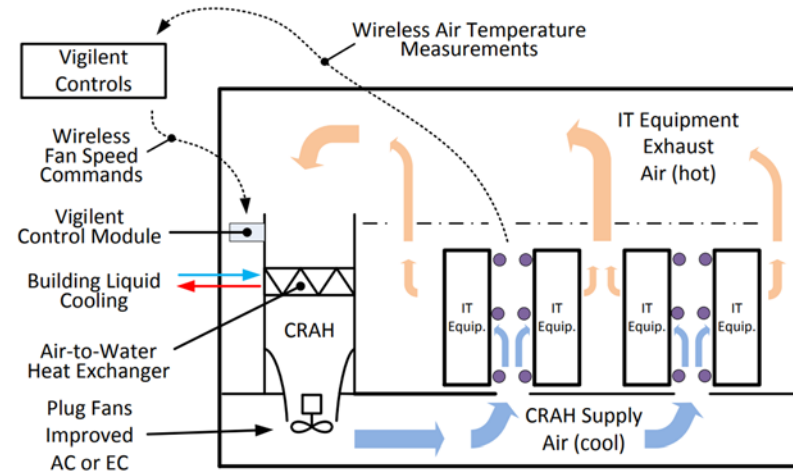 Wireless Air Temperature
Measurements
Vigilent
Controls
Wireless
Fan Speed
Commands
IT Equipment
Exhaust
Air (hot)
Vigilent
Control Module
Building Liquid
Cooling
CRAH
Air-to-Water
Heat Exchanger
IT
Equip.
IT
Equip.
IT
Equip.
IT
Equip.
Plug Fans
Improved
AC or EC
CRAH Supply
Air (cool)